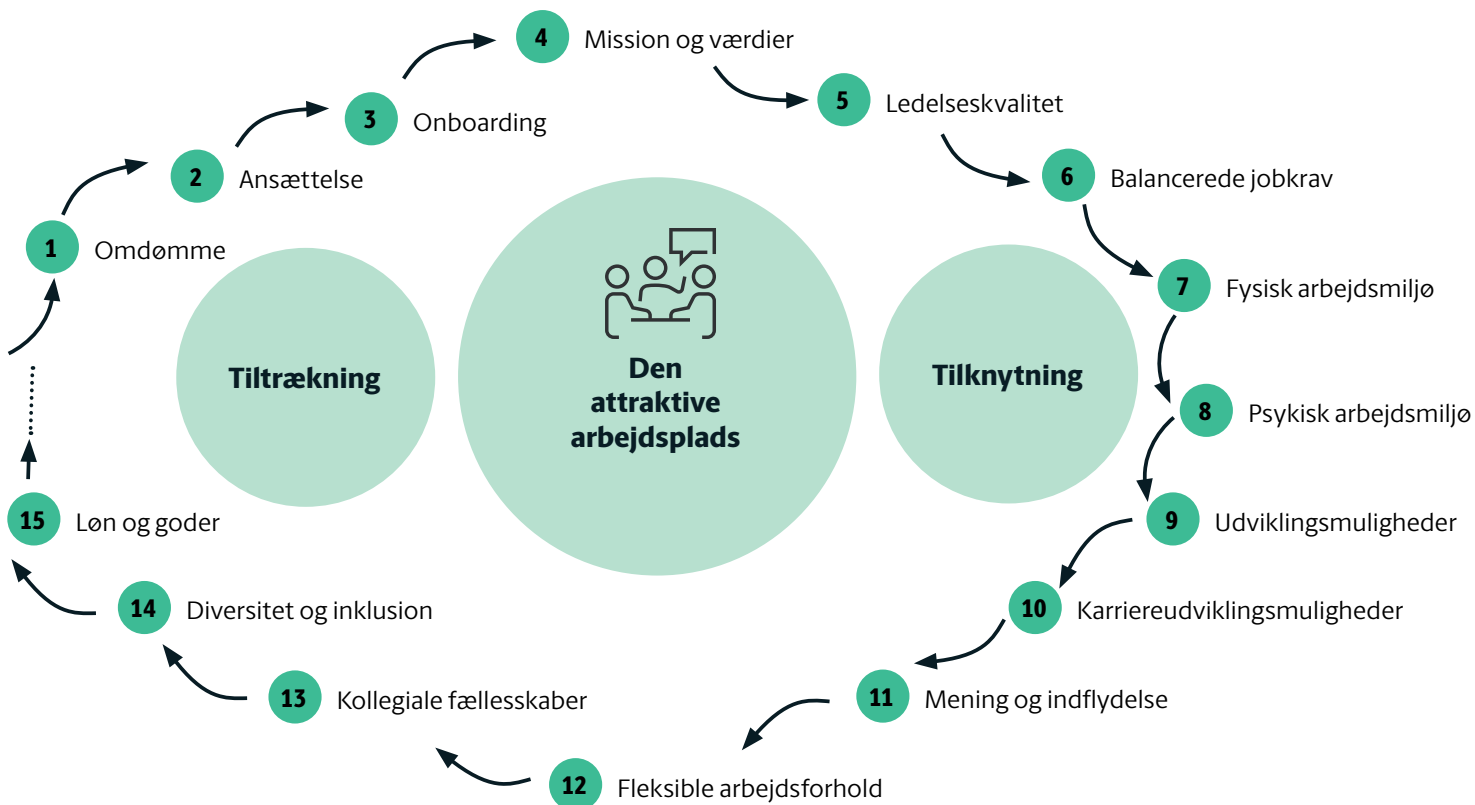 1 Omdømme
2 Ansættelse
3 Onboarding
4 Mission og værdier
5 Ledelseskvalitet
6 Balancerede jobkrav
7 Fysisk arbejdsmiljø
8 Psykisk arbejdsmiljø
9 Udviklingsmuligheder
10 Karriereudviklingsmuligheder
11 Mening og indflydelse
12 Fleksible arbejdsforhold
13 Kollegiale fællesskaber
14 Diversitet og inklusion
15 Løn og goder
Tiltrækning
Den
attraktive
arbejdsplads
Tilknytning